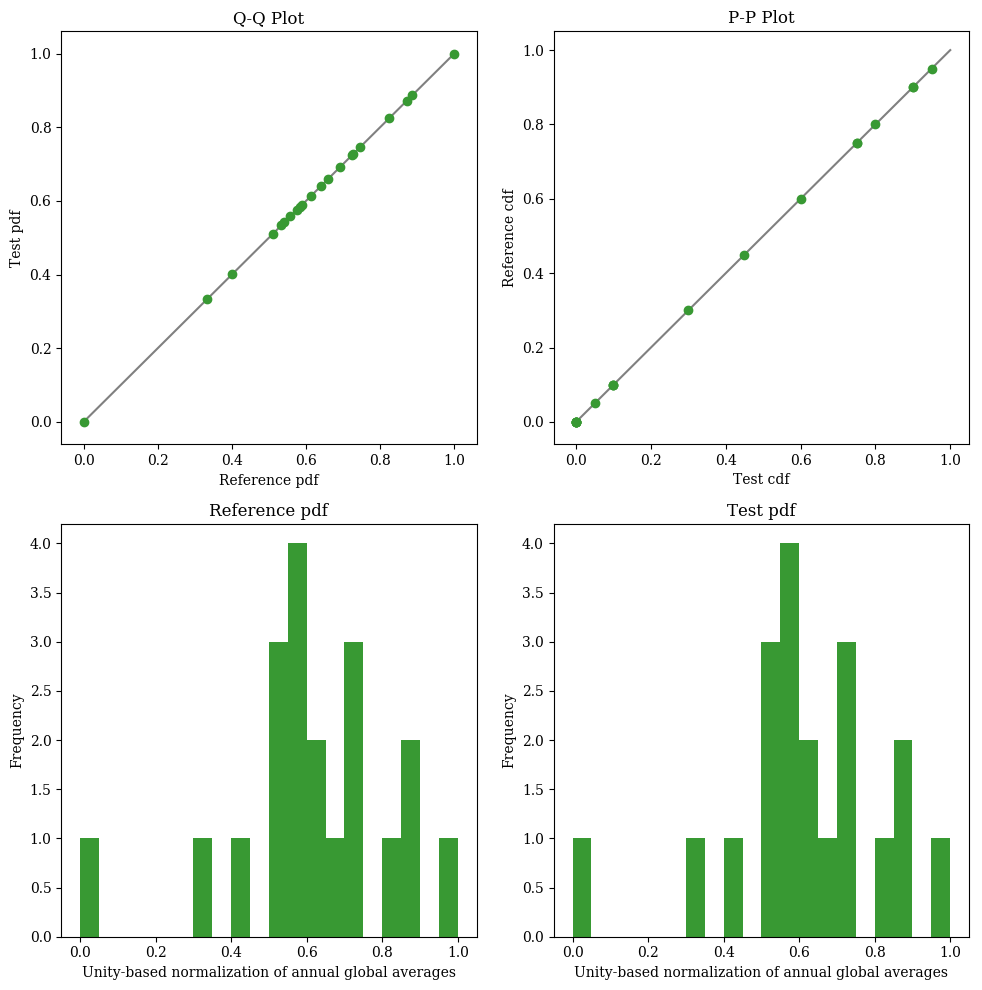 Q-Q Plot
1.0
0.8
0.6
0.4
0.2
0.0
Test pdf
0.0 0.2 0.4 0.6 0.8 1.0
Reference pdf
P-P Plot
1.0
0.8
0.6
0.4
0.2
0.0
Reference cdf
0.0 0.2 0.4 0.6 0.8 1.0
Test cdf
Reference pdf
4.0
3.5
3.0
2.5
2.0
1.5
1.0
0.5
0.0
Frequency
0.0 0.2 0.4 0.6 0.8 1.0
Unity-based normalization of annual global averages
Test pdf
4.0
3.5
3.0
2.5
2.0
1.5
1.0
0.5
0.0
Frequency
0.0 0.2 0.4 0.6 0.8 1.0
Unity-based normalization of annual global averages